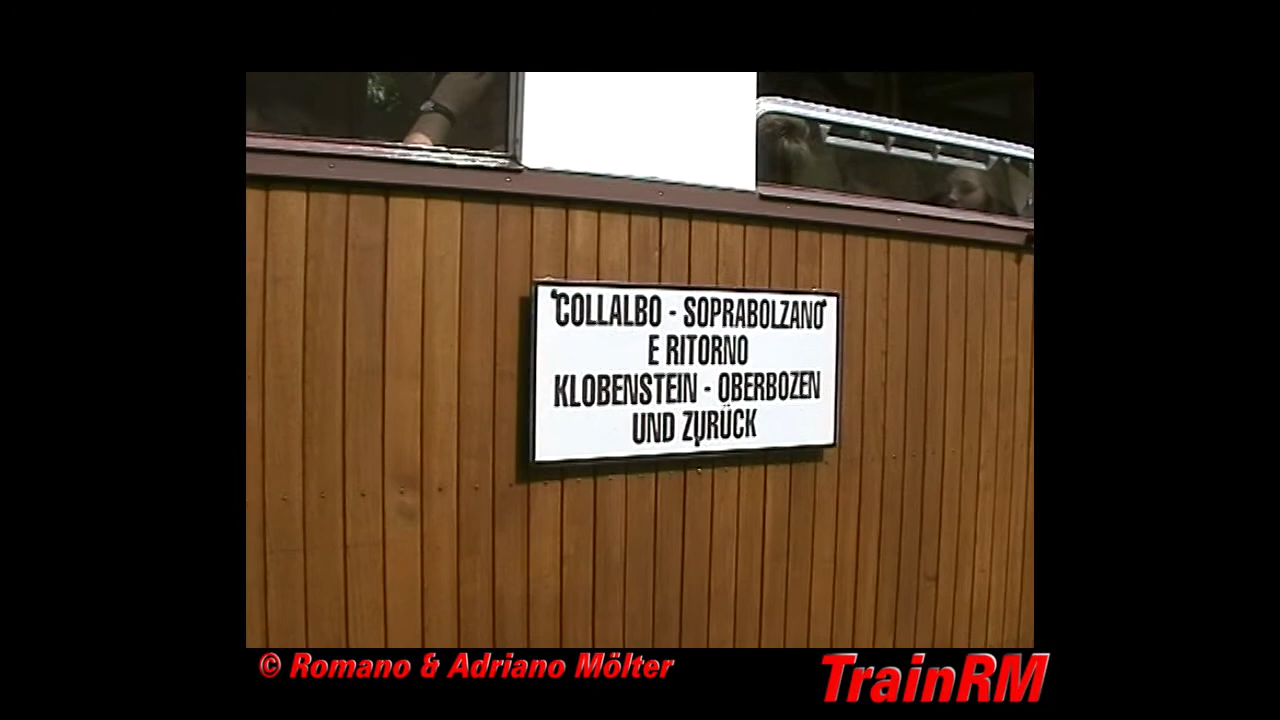 COLLALBO - SOPRABOLZANO
E RITORNO
KLOBENSTEIN - OBERBOZEN
UND ZURÜCK
© Romano & Adriano Mölter
TrainRM